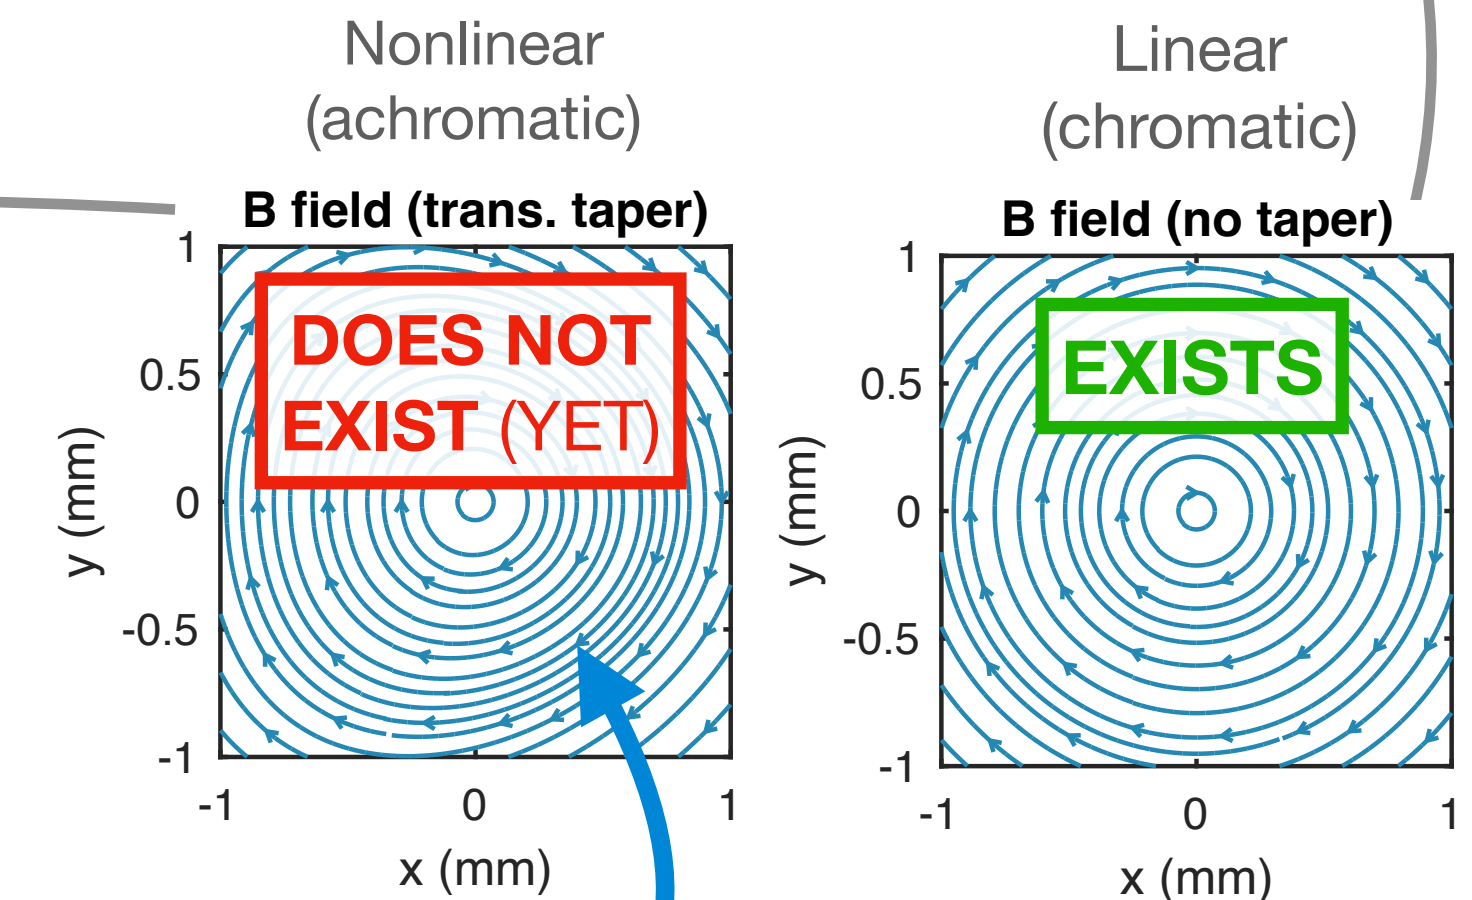 Nonlinear
(achromatic)
B field (trans. taper)
DOES NOT
EXIST (YET)
1
0.5
0
-0.5
-1
y (mm)
-1
0
1
x (mm)
Linear
(chromatic)
B field (no taper)
EXISTS
1
0.5
0
-0.5
-1
y (mm)
-1
0
1
x (mm)